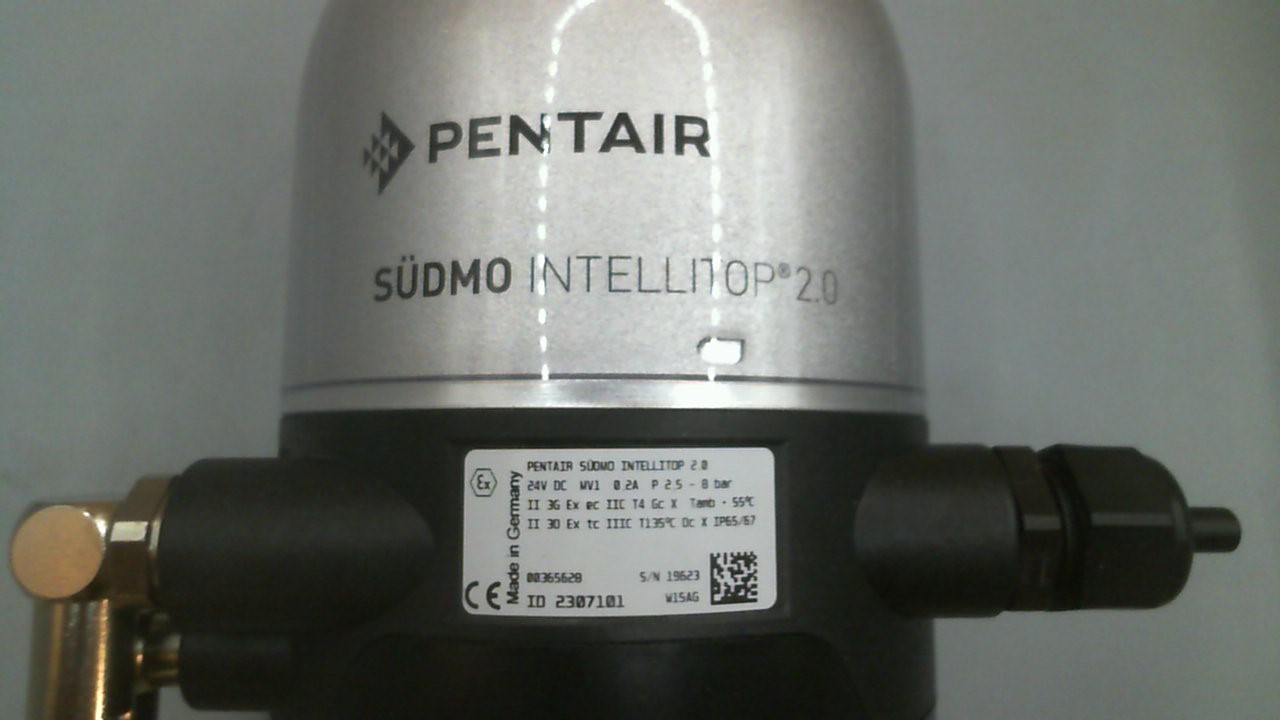 PENTAIR
SÜDMO INTELLITOP® 2.0
Ex
Made in Germany
PENTAIR SÜDMO INTELLITOP 2.0
24V DC MV1 0.2A P 2.5 - 8 bar
II 3G Ex ec IIC T4 Gc X Tamb - 55°C
II 3D Ex tc IIIC T135°C Dc X IP65/67
00365628 S/N 19623
CE ID 2307101 W15AG